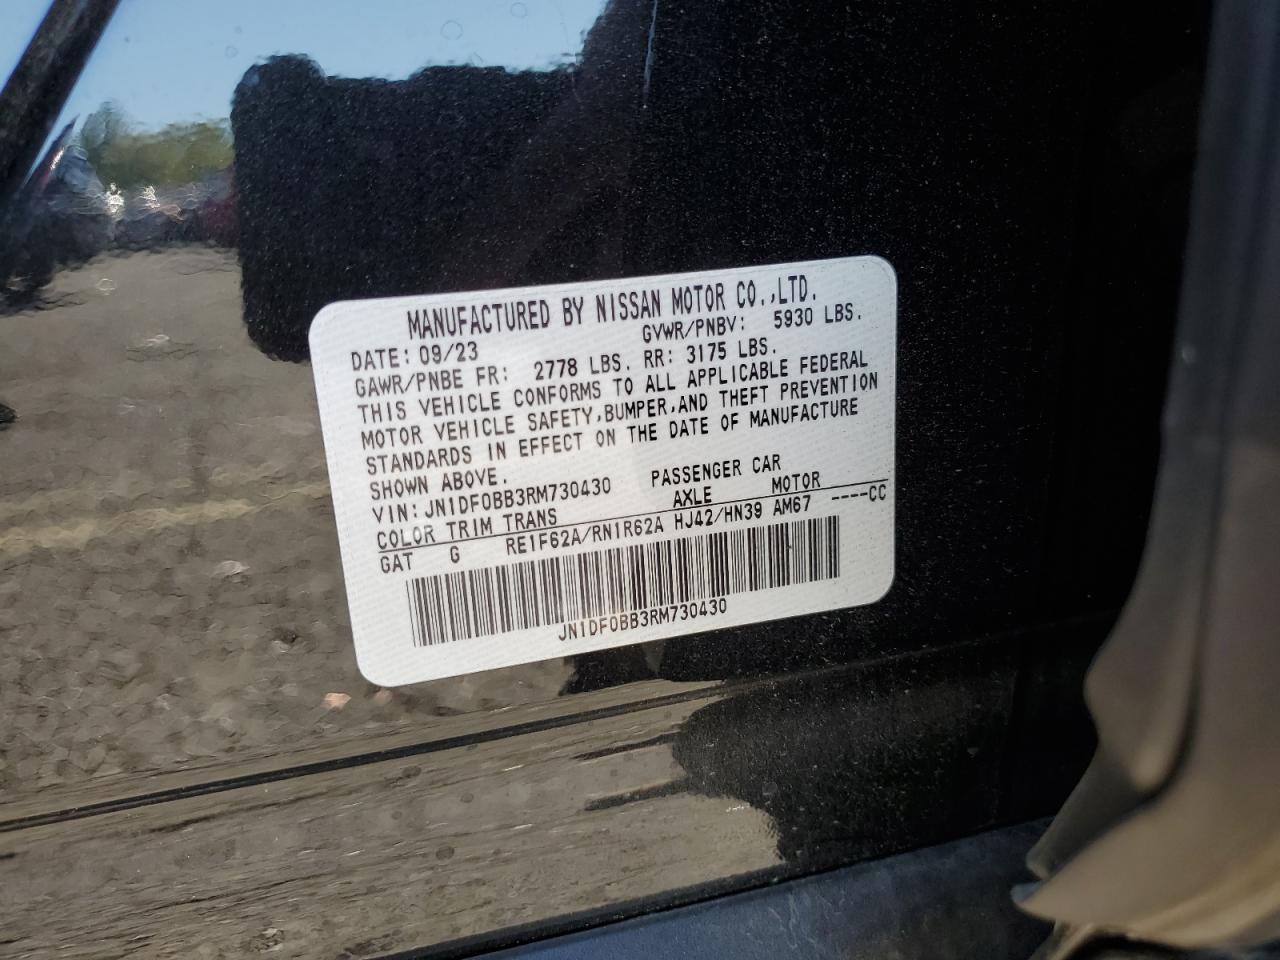 MANUFACTURED BY NISSAN MOTOR CO.,LTD.
DATE: 09/23 GVWR/PNBV: 5930 LBS.
GAWR/PNBE FR: 2778 LBS. RR: 3175 LBS.
THIS VEHICLE CONFORMS TO ALL APPLICABLE FEDERAL
MOTOR VEHICLE SAFETY,BUMPER,AND THEFT PREVENTION
STANDARDS IN EFFECT ON THE DATE OF MANUFACTURE
SHOWN ABOVE.
VIN: JN1DF0BB3RM730430 PASSENGER CAR
COLOR TRIM TRANS AXLE MOTOR
GAT G RE1F62A/RN1R62A HJ42/HN39 AM67 ----CC
JN1DF0BB3RM730430